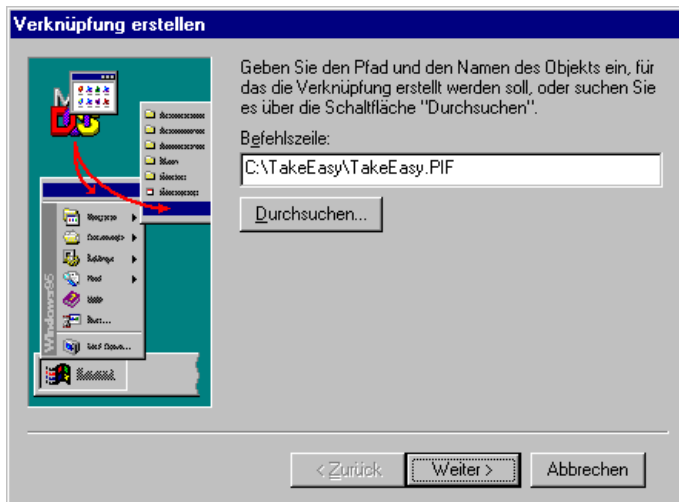 Verknüpfung erstellen
Geben Sie den Pfad und den Namen des Objekts ein, für
das die Verknüpfung erstellt werden soll, oder suchen Sie
es über die Schaltfläche "Durchsuchen".
Befehlszeile:
C:\TakeEasy\TakeEasy.PIF
Durchsuchen...
Windows95
< Zurück
Weiter >
Abbrechen